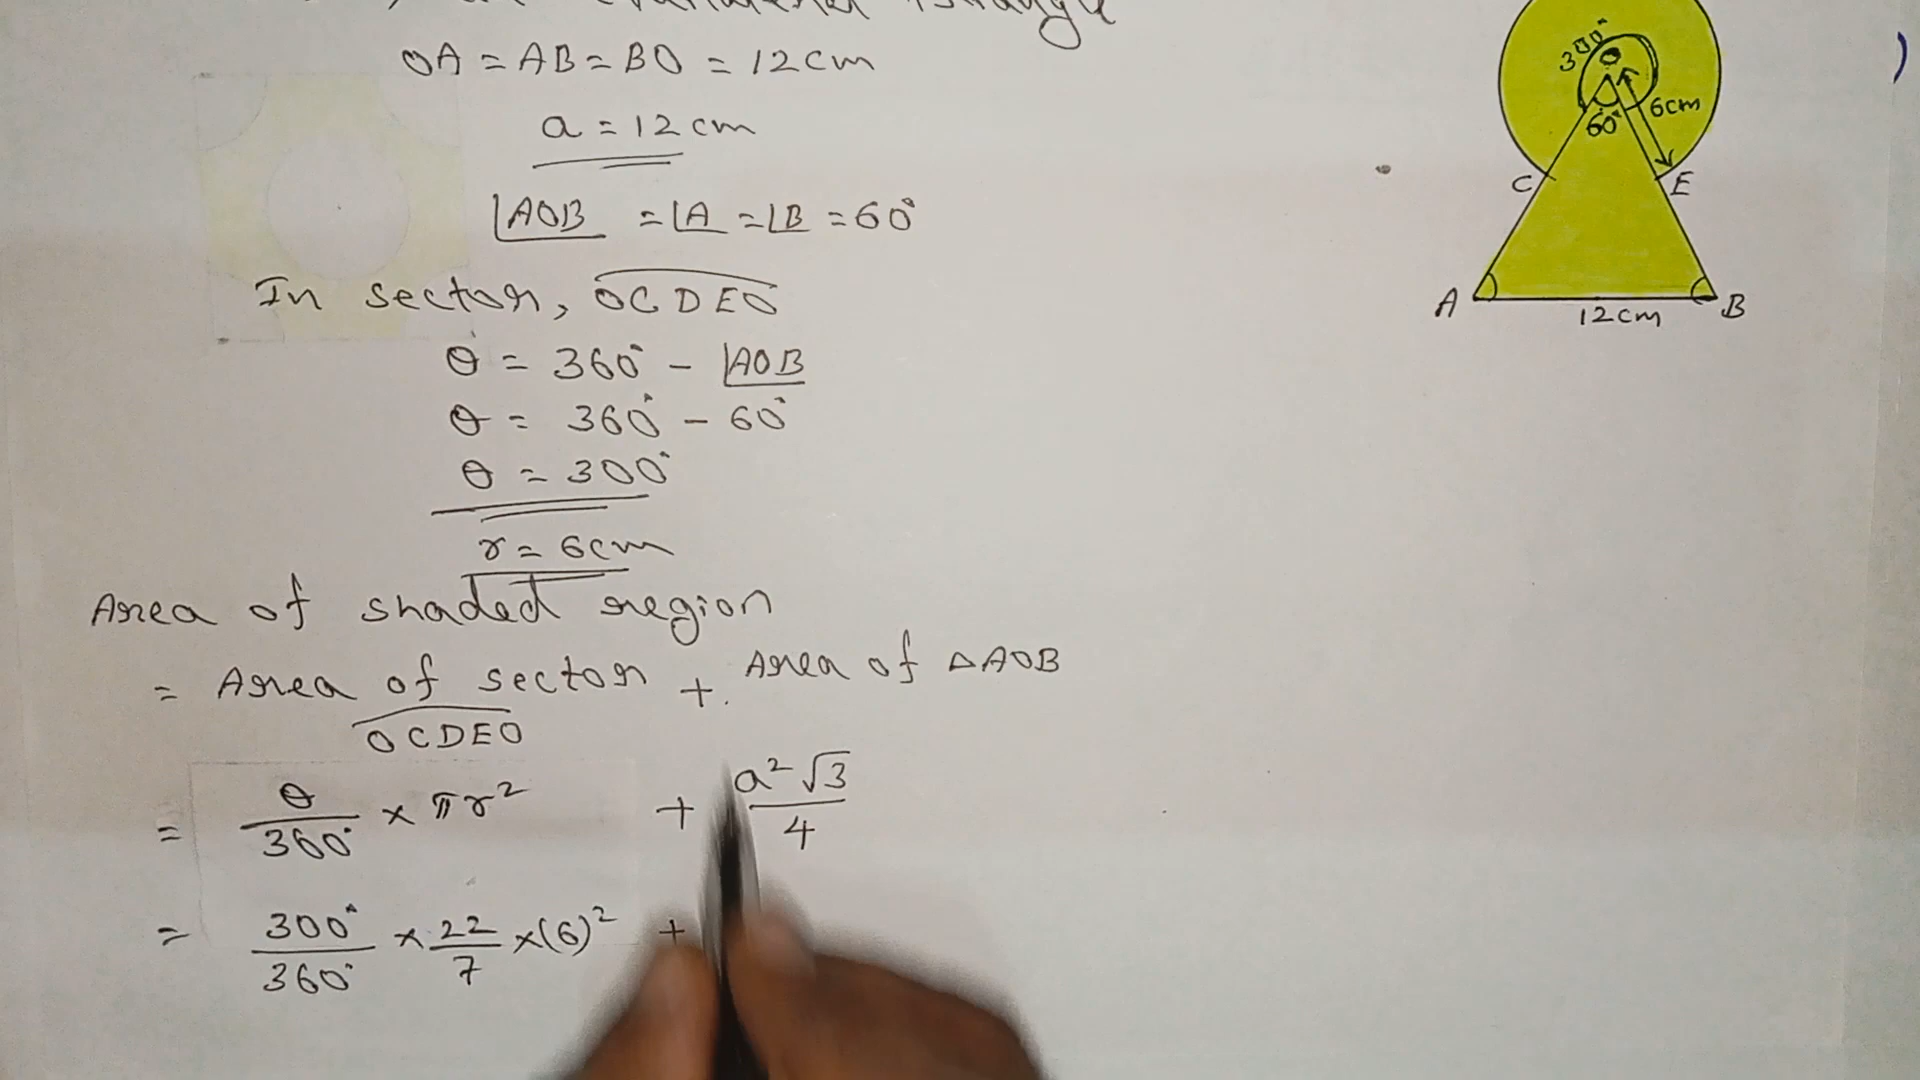 OA = AB = BO = 12cm
a = 12 cm
∠AOB = ∠A = ∠B = 60°
In sector, OCDEO
θ = 360° - ∠AOB
θ = 360° - 60°
θ = 300°
r = 6cm
Area of shaded region
= Area of sector + Area of △AOB
OCDEO
= θ/360° × πr² + a²√3/4
= 300°/360° × 22/7 × (6)² +
300°
O
60°
6cm
C
E
A
B
12cm
)